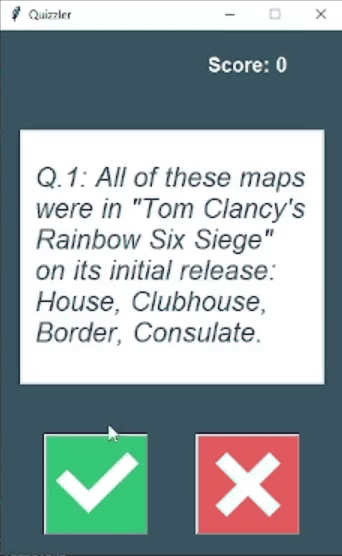 Quizzler
Score: 0
Q.1: All of these maps
were in "Tom Clancy's
Rainbow Six Siege"
on its initial release:
House, Clubhouse,
Border, Consulate.